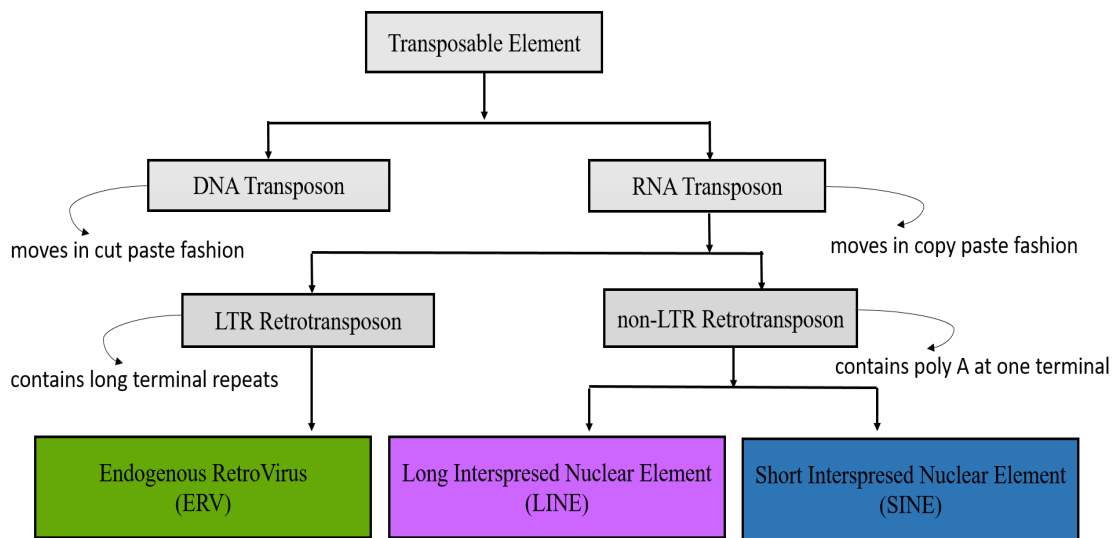 Transposable Element
DNA Transposon
RNA Transposon
moves in cut paste fashion
moves in copy paste fashion
LTR Retrotransposon
non-LTR Retrotransposon
contains long terminal repeats
contains poly A at one terminal
Endogenous RetroVirus
(ERV)
Long Interspresed Nuclear Element
(LINE)
Short Interspresed Nuclear Element
(SINE)